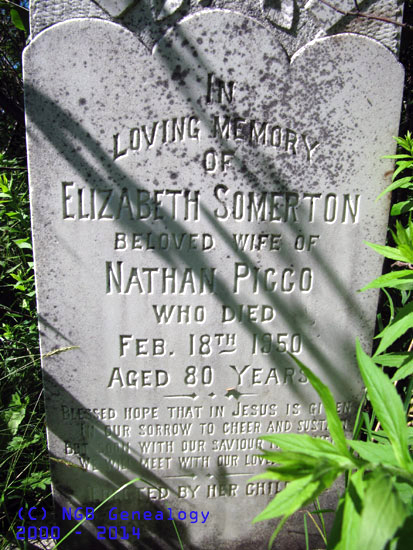 IN
LOVING MEMORY
OF
ELIZABETH SOMERTON
BELOVED WIFE OF
NATHAN PICCO
WHO DIED
FEB. 18TH 1950
AGED 80 YEARS
BLESSED HOPE THAT IN JESUS IS GIVEN
IN OUR SORROW TO CHEER AND SUSTAIN
SOON WITH OUR SAVIOUR
WE MEET WITH OUR
BY HER
(C) NGB Genealogy
2000 - 2014